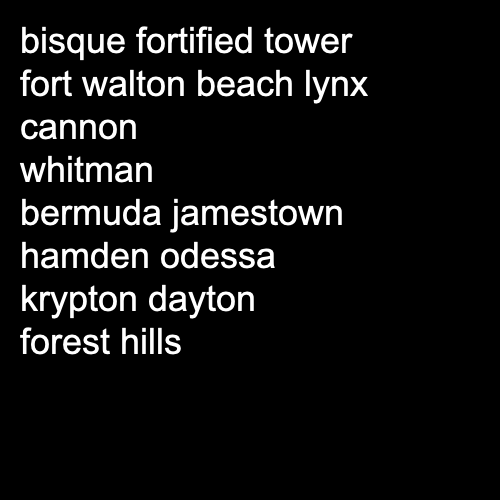 bisque fortified tower
fort walton beach lynx
cannon
whitman
bermuda jamestown
hamden odessa
krypton dayton
forest hills